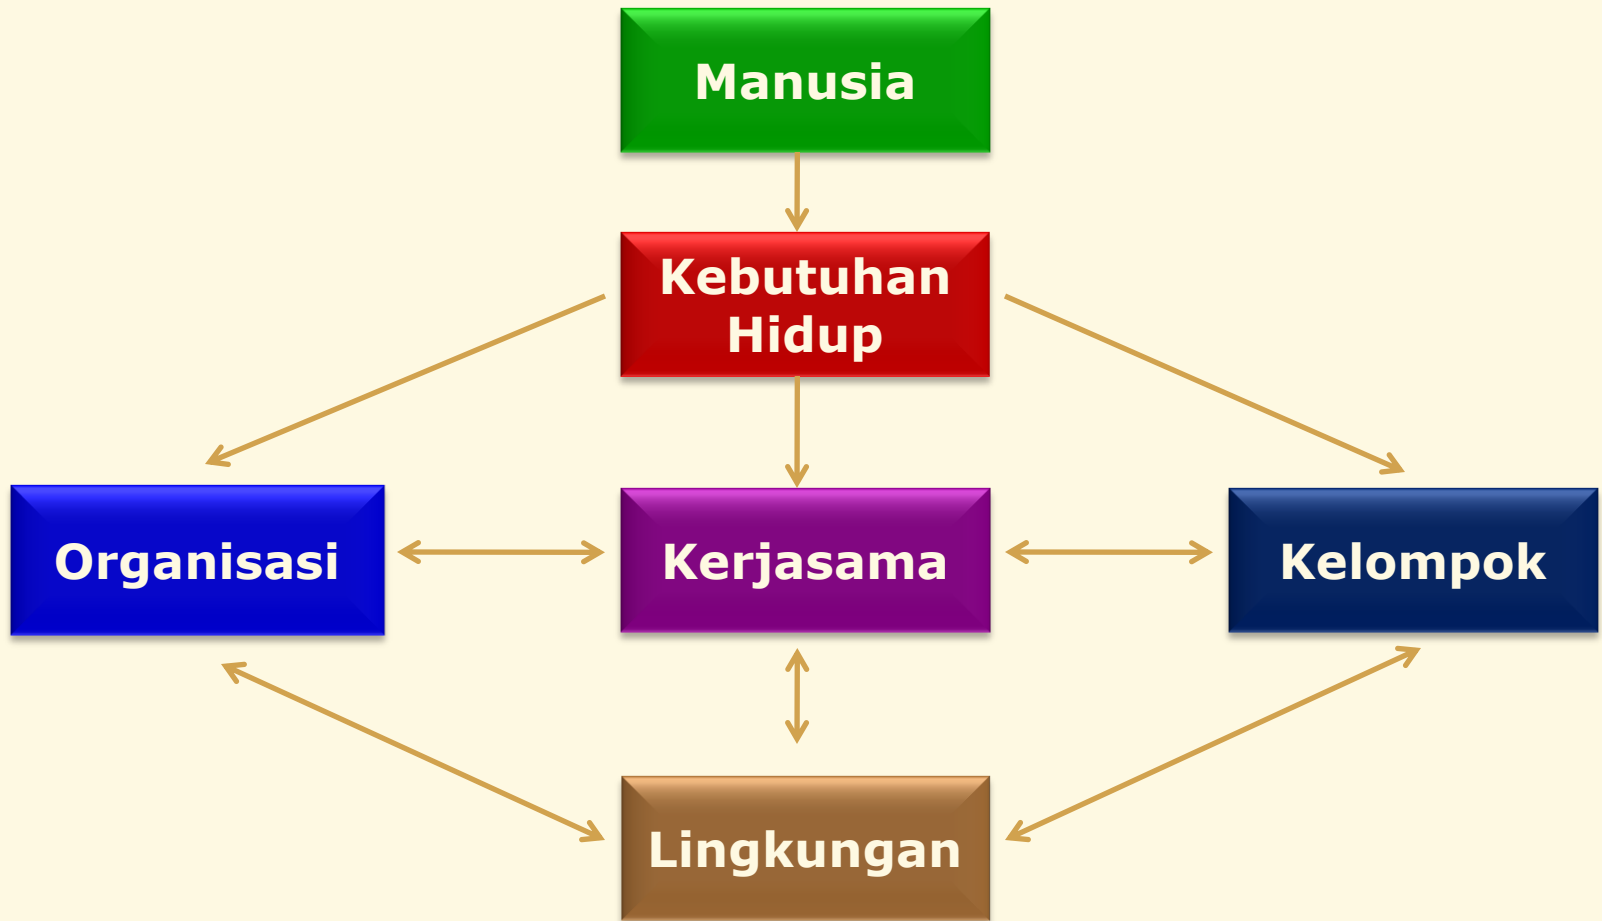 Manusia
Kebutuhan
Hidup
Organisasi
Kerjasama
Kelompok
Lingkungan